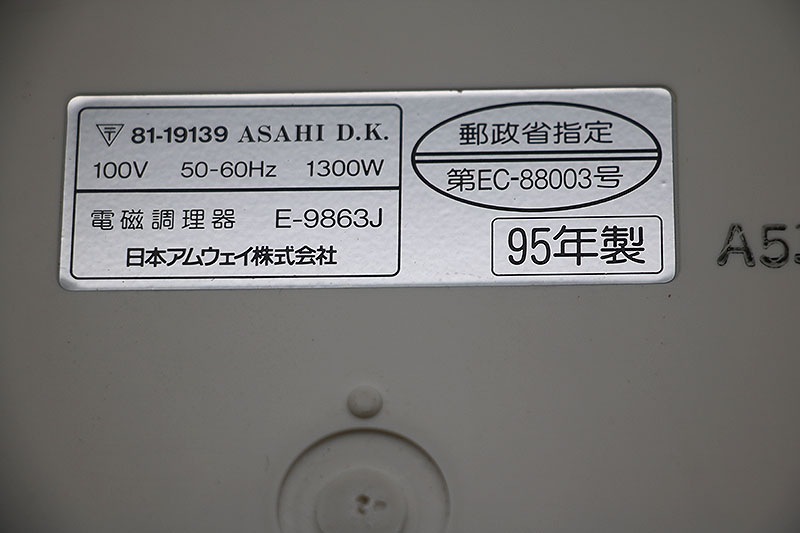 〒 81-19139 ASAHI D.K.
100V 50-60Hz 1300W
電磁調理器 E-9863J
日本アムウェイ株式会社
郵政省指定
第EC-88003号
95年製